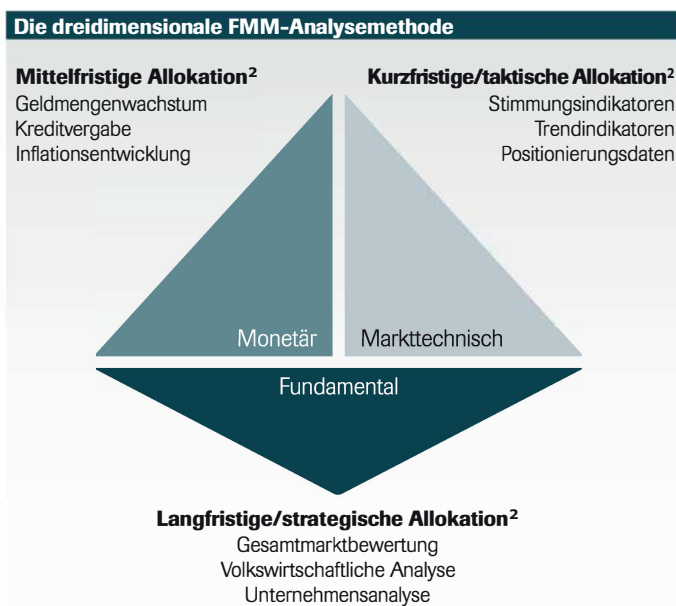 Die dreidimensionale FMM-Analysemethode
Mittelfristige Allokation²
Geldmengenwachstum
Kreditvergabe
Inflationsentwicklung
Kurzfristige/taktische Allokation²
Stimmungsindikatoren
Trendindikatoren
Positionierungsdaten
Monetär
Markttechnisch
Fundamental
Langfristige/strategische Allokation²
Gesamtmarktbewertung
Volkswirtschaftliche Analyse
Unternehmensanalyse